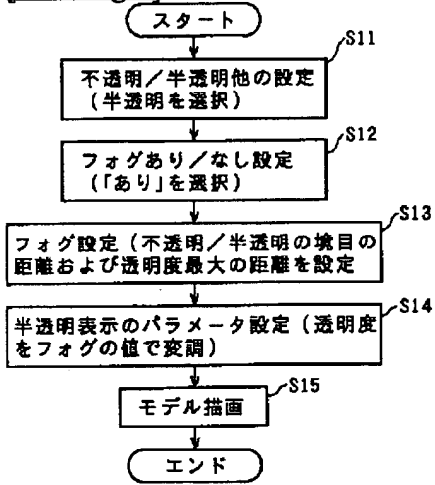 スタート
S11
不透明/半透明他の設定
(半透明を選択)
S12
フォグあり/なし設定
(「あり」を選択)
S13
フォグ設定(不透明/半透明の境目の
距離および透明度最大の距離を設定
S14
半透明表示のパラメータ設定(透明度
をフォグの値で変調)
S15
モデル描画
エンド